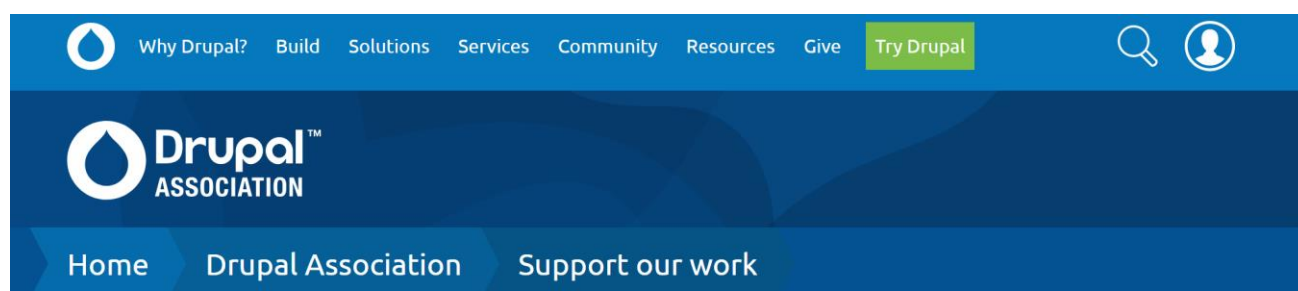 Why Drupal? Build Solutions Services Community Resources Give Try Drupal
Drupal™
ASSOCIATION
Home Drupal Association Support our work